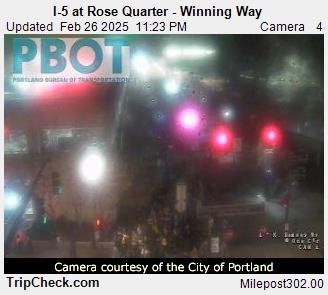 I-5 at Rose Quarter - Winning Way
Updated Feb 26 2025 11:23 PM Camera 4
PBOT
PORTLAND BUREAU OF TRANSPORTATION
Camera courtesy of the City of Portland
TripCheck.com Milepost302.00